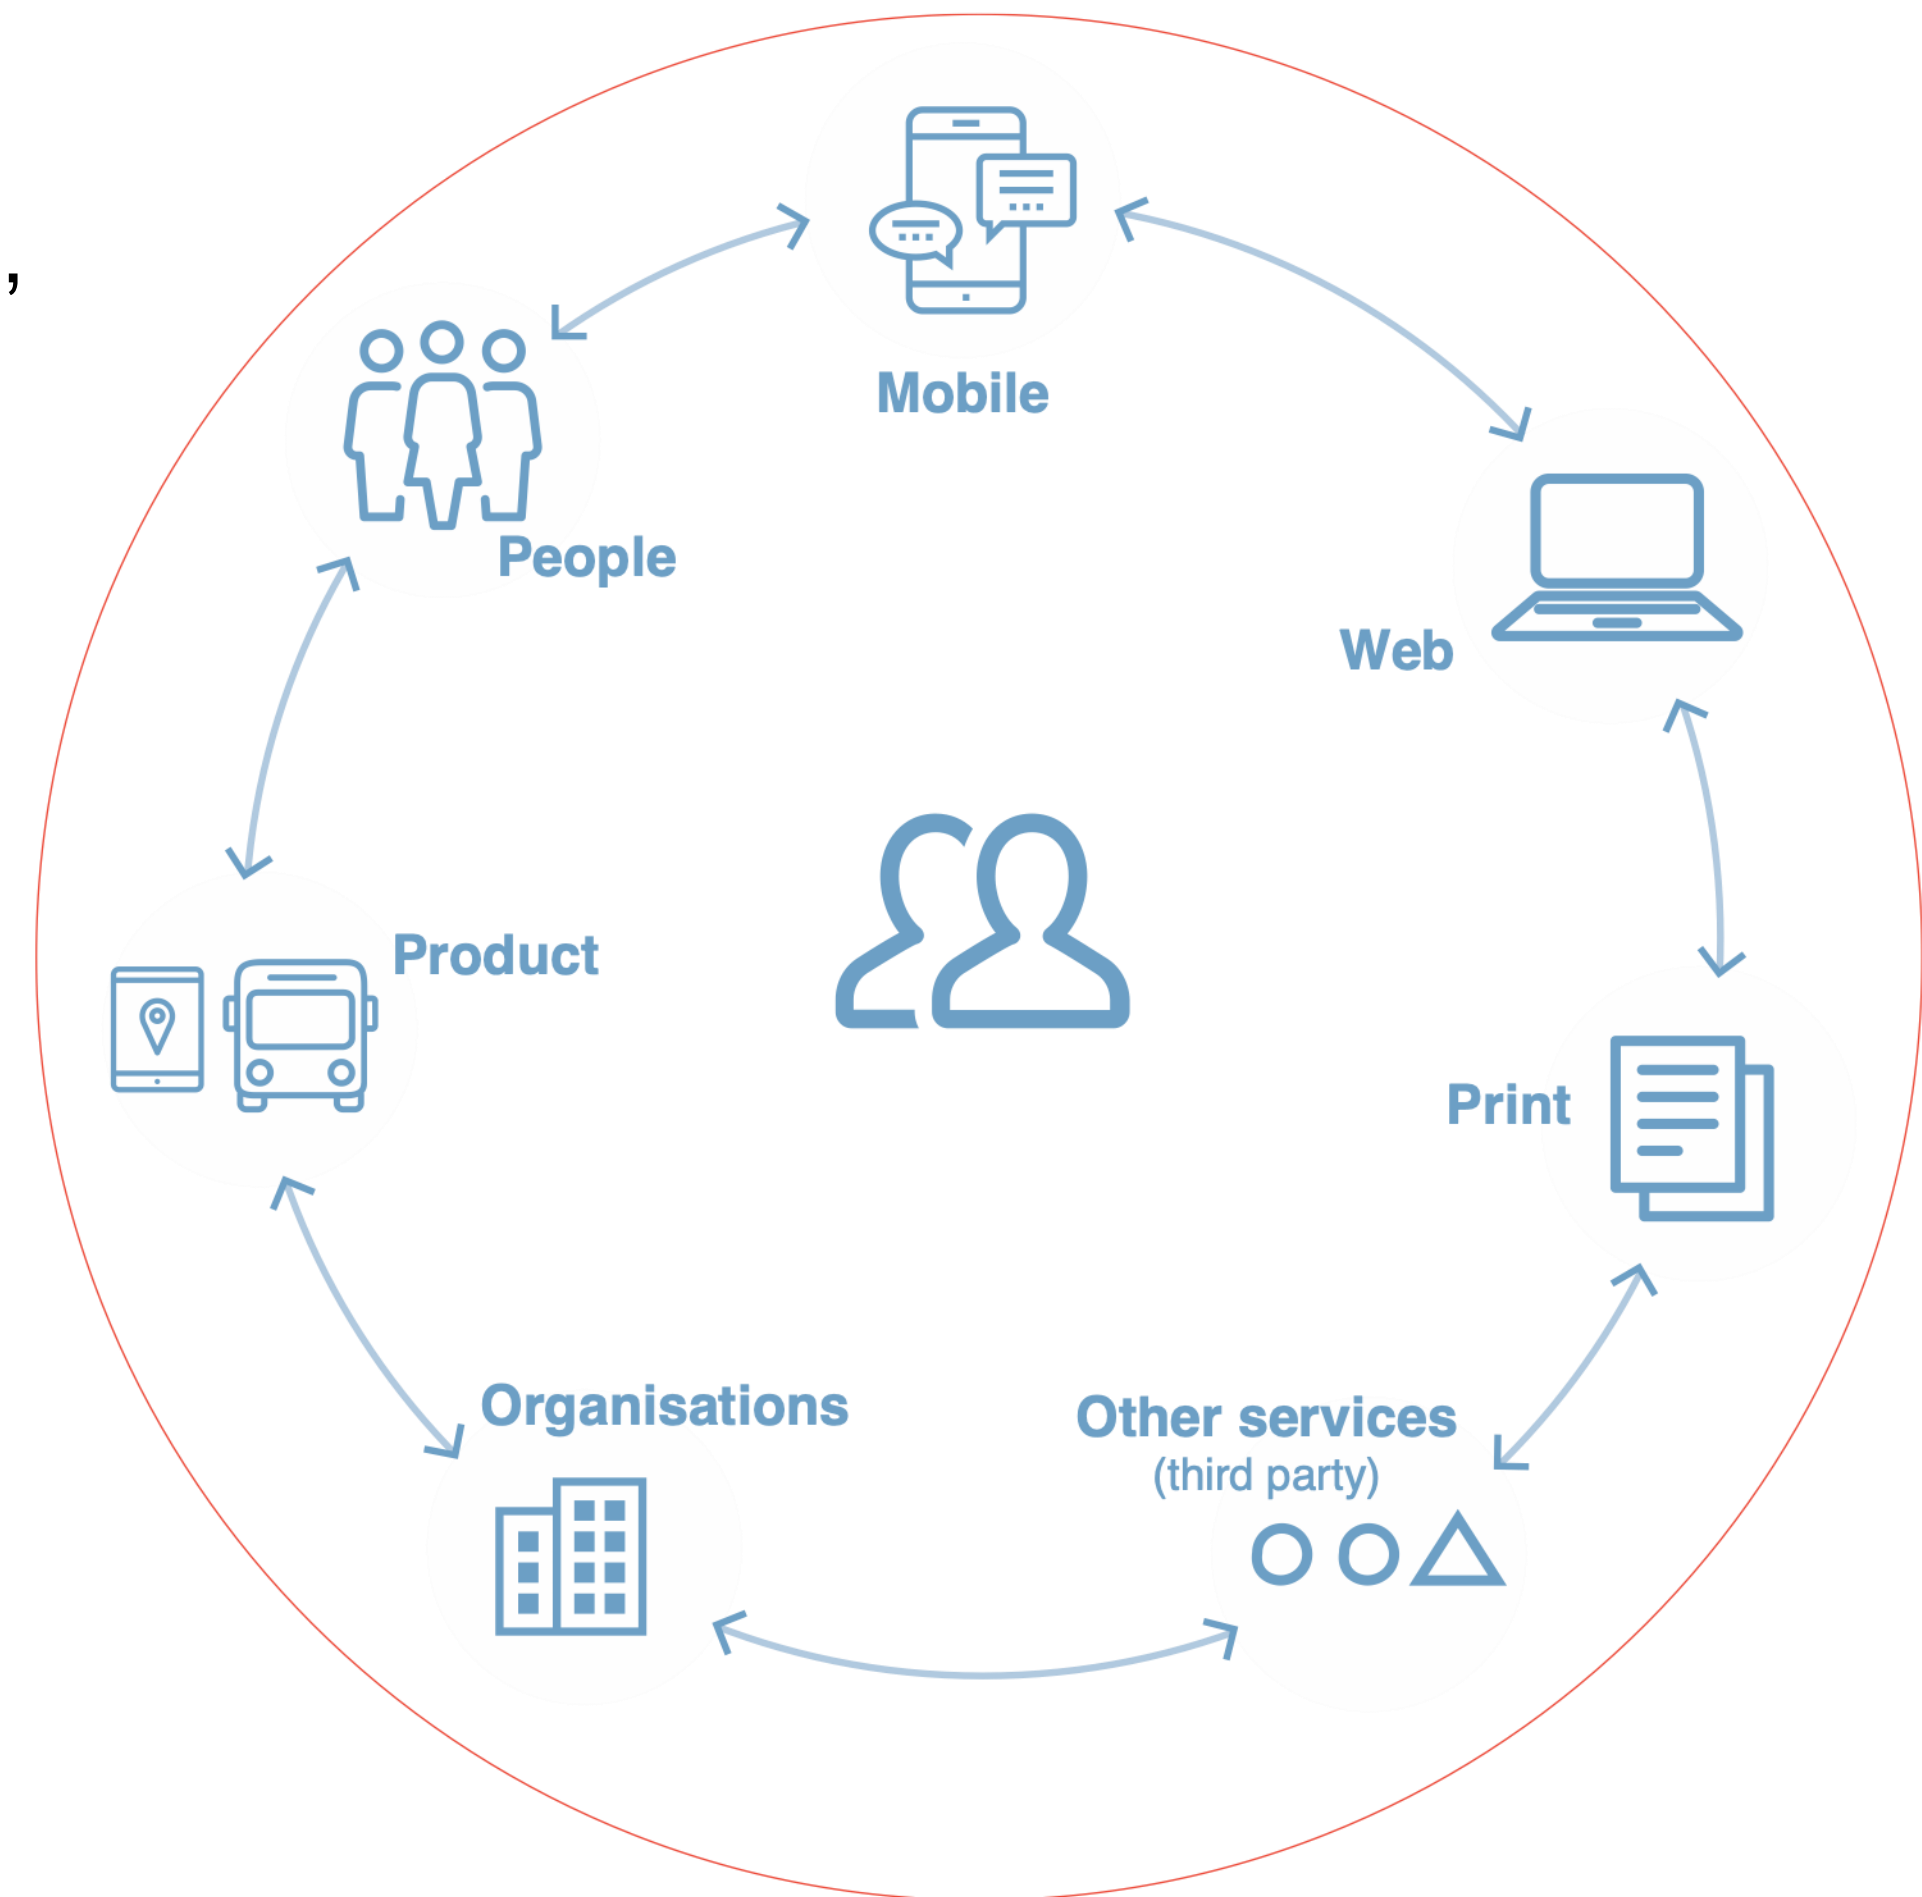 ,
Mobile
People
Web
Product
Print
Organisations
Other services
(third party)